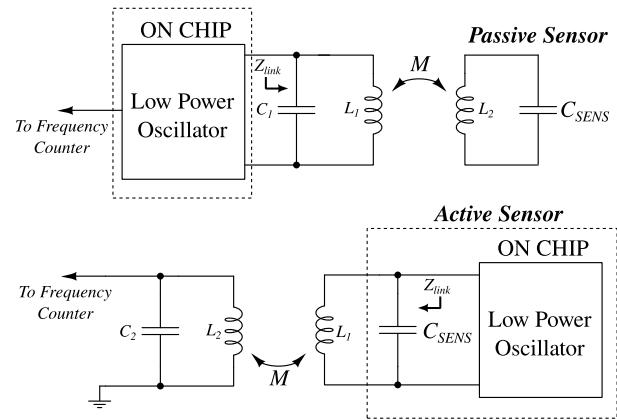 ON CHIP
Passive Sensor
Low Power
Oscillator
Z_link
C_1
L_1
M
L_2
C_SENS
To Frequency
Counter
Active Sensor
ON CHIP
To Frequency
Counter
C_2
L_2
M
L_1
Z_link
C_SENS
Low Power
Oscillator